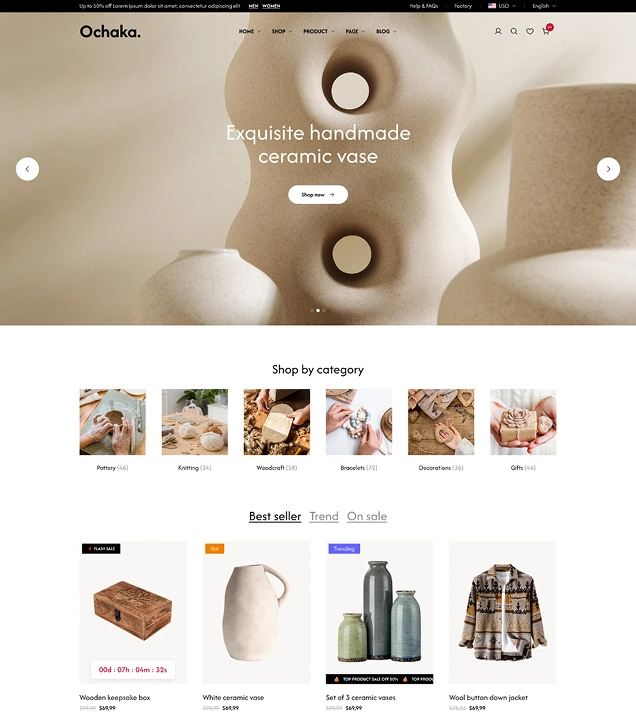 Up to 50% off Lorem ipsum dolor sit amet, consectetur adipiscing elit MEN WOMEN Help & FAQs Factory USD English
Ochaka. HOME SHOP PRODUCT PAGE BLOG
Exquisite handmade
ceramic vase
Shop now
Shop by category
Pottery (46) Knitting (24) Woodcraft (58) Bracelets (72) Decorations (36) Gifts (44)
Best seller Trend On sale
FLASH SALE Hot Trending
00d : 07h : 04m : 32s
TOP PRODUCT SALE OFF 50% TOP PRODU
Wooden keepsake box White ceramic vase Set of 3 ceramic vases Wool button down jacket
$99,99 $69,99 $99,99 $69,99 $99,99 $69,99 $69,99